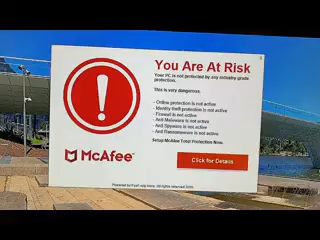 You Are At Risk
Your PC is not protected by any industry grade
protection.
This is very dangerous:
- Online protection is not active
- Identity theft protection is not active
- Firewall is not active
- Anti Malware is not active
- Anti Spyware is not active
- Anti Ransomware is not active
Setup McAfee Total Protection Now.
McAfee
Click for Details